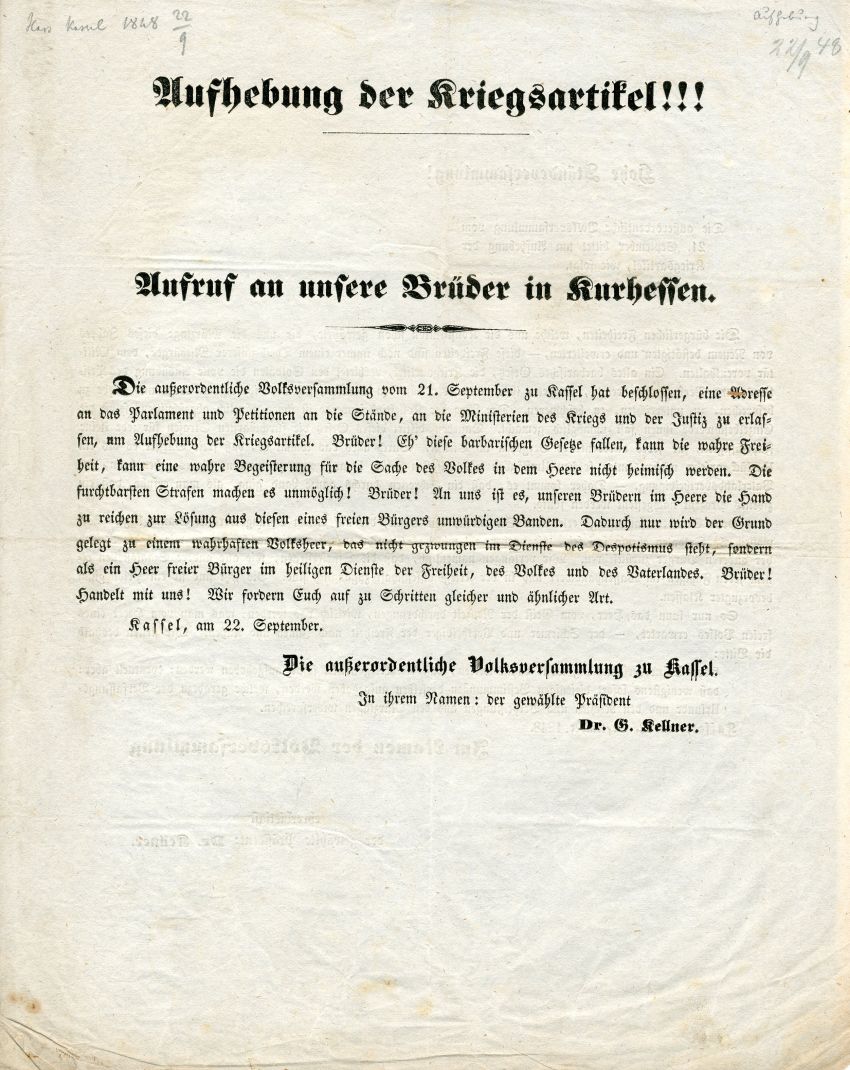 Kassel 1848 22/9
22/9 48
Aufhebung der Kriegsartikel!!!
Aufruf an unsere Brüder in Kurhessen.
Die außerordentliche Volksversammlung vom 21. September zu Kassel hat beschlossen, eine Adresse
an das Parlament und Petitionen an die Stände, an die Ministerien des Kriegs und der Justiz zu erlas-
sen, um Aufhebung der Kriegsartikel. Brüder! Eh' diese barbarischen Gesetze fallen, kann die wahre Frei-
heit, kann eine wahre Begeisterung für die Sache des Volkes in dem Heere nicht heimisch werden. Die
furchtbarsten Strafen machen es unmöglich! Brüder! An uns ist es, unseren Brüdern im Heere die Hand
zu reichen zur Lösung aus diesen eines freien Bürgers unwürdigen Banden. Dadurch nur wird der Grund
gelegt zu einem wahrhaften Volksheer, das nicht gezwungen im Dienste des Despotismus steht, sondern
als ein Heer freier Bürger im heiligen Dienste der Freiheit, des Volkes und des Vaterlandes. Brüder!
Handelt mit uns! Wir fordern Euch auf zu Schritten gleicher und ähnlicher Art.
Kassel, am 22. September.
Die außerordentliche Volksversammlung zu Kassel.
In ihrem Namen: der gewählte Präsident
Dr. G. Kellner.